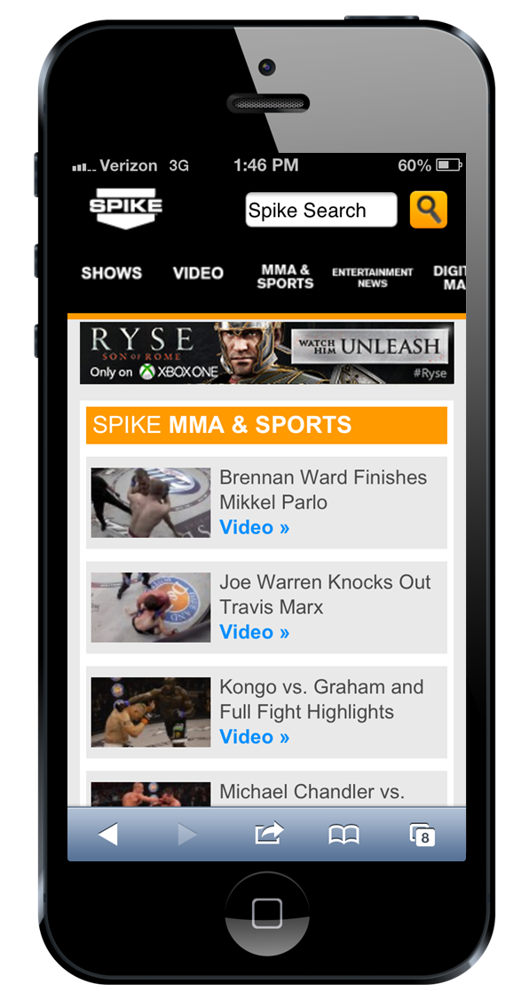 Verizon 3G 1:46 PM 60%
SPIKE
Spike Search
SHOWS VIDEO MMA & SPORTS ENTERTAINMENT NEWS DIGIT MA
RYSE
SON OF ROME
Only on XBOX ONE
WATCH HIM UNLEASH
#Ryse
SPIKE MMA & SPORTS
Brennan Ward Finishes
Mikkel Parlo
Video »
Joe Warren Knocks Out
Travis Marx
Video »
Kongo vs. Graham and
Full Fight Highlights
Video »
Michael Chandler vs.
8